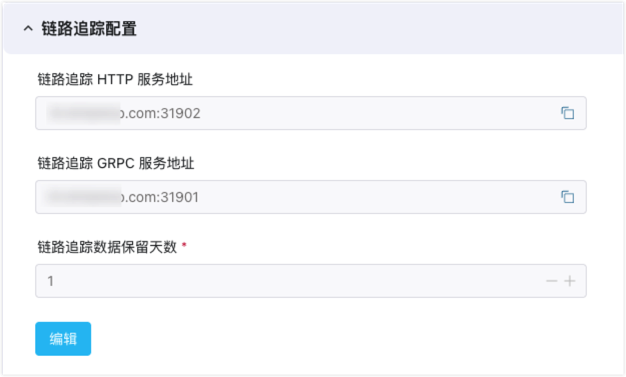 链路追踪配置
链路追踪 HTTP 服务地址
.com:31902
链路追踪 GRPC 服务地址
.com:31901
链路追踪数据保留天数 *
1
编辑